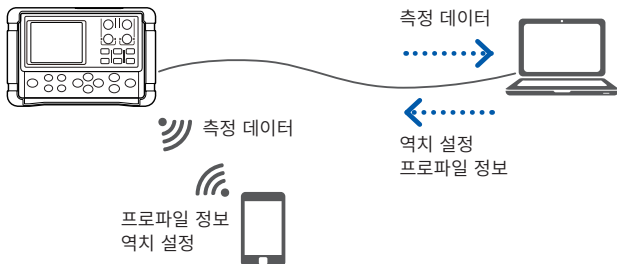 측정 데이터
역치 설정
프로파일 정보
측정 데이터
프로파일 정보
역치 설정